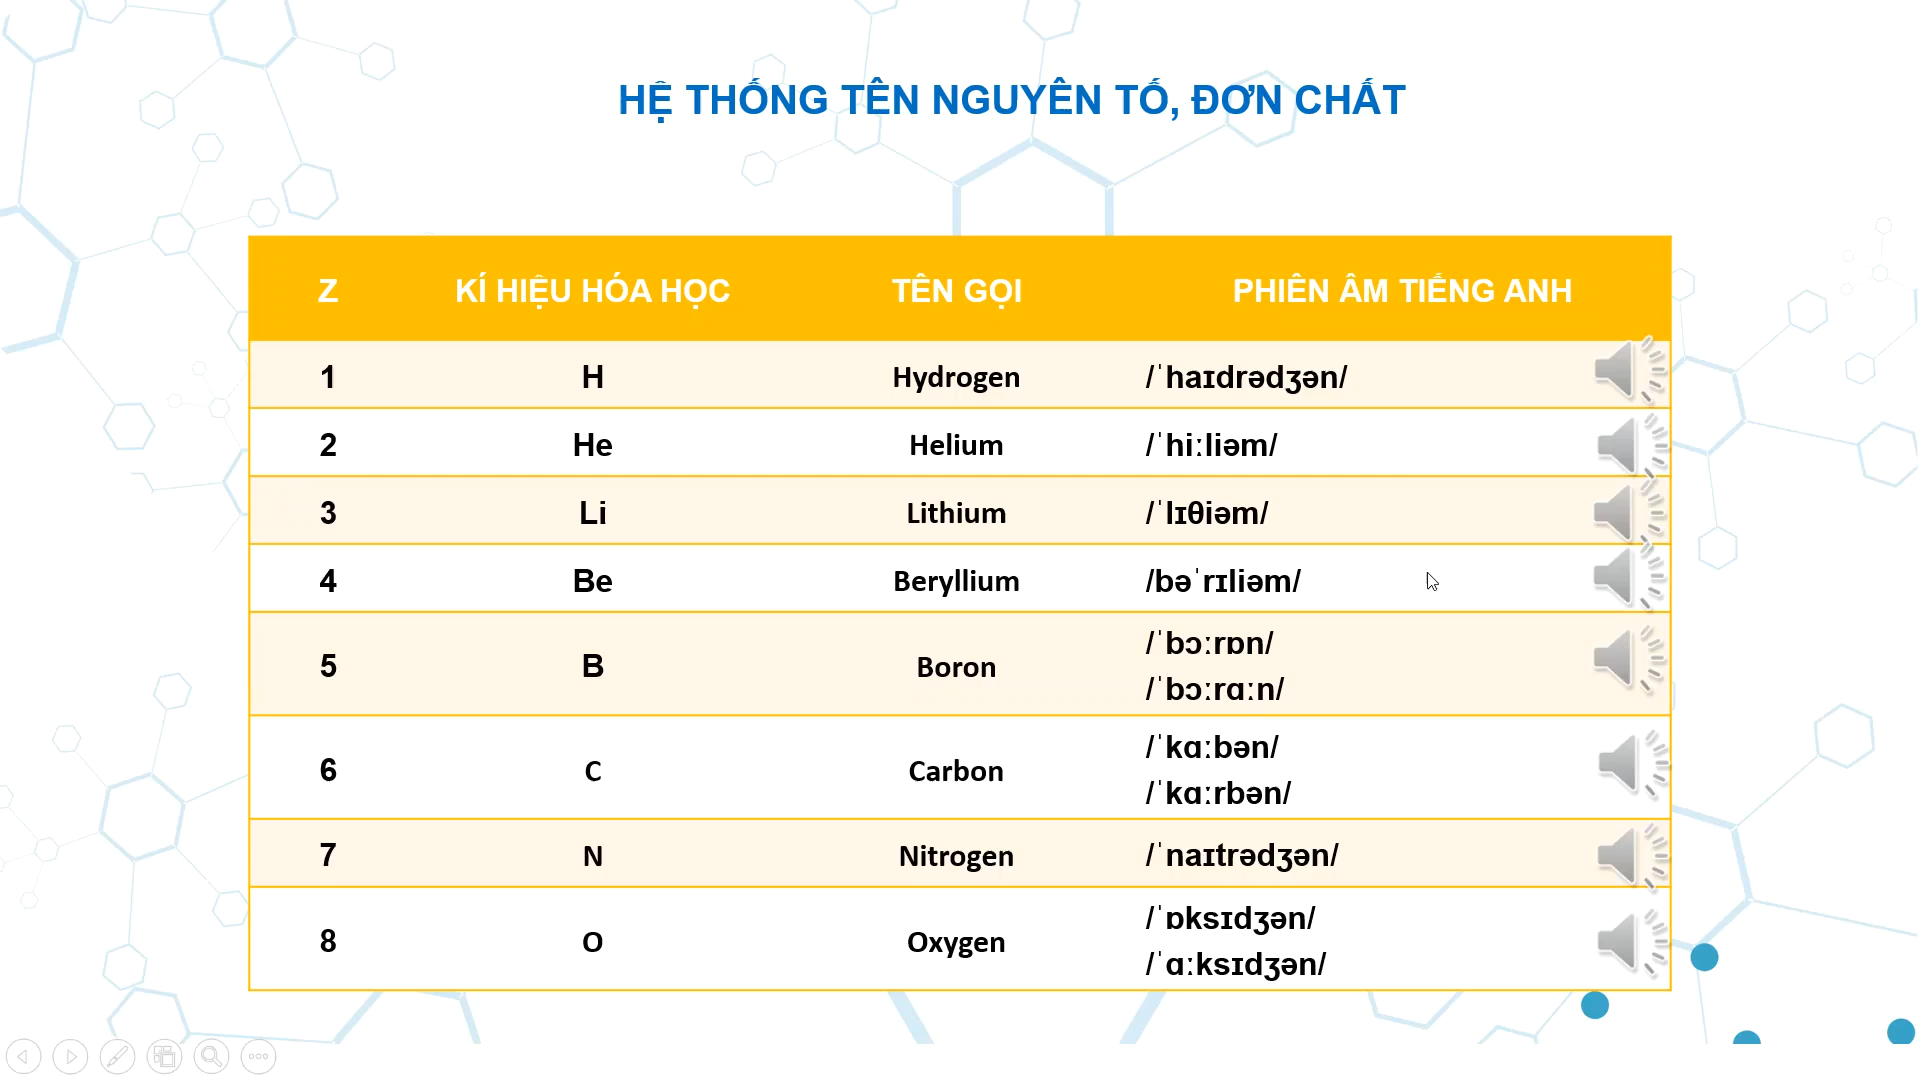 HỆ THỐNG TÊN NGUYÊN TỐ, ĐƠN CHẤT
Z KÍ HIỆU HÓA HỌC TÊN GỌI PHIÊN ÂM TIẾNG ANH
1 H Hydrogen /ˈhaɪdrədʒən/
2 He Helium /ˈhiːliəm/
3 Li Lithium /ˈlɪθiəm/
4 Be Beryllium /bəˈrɪliəm/
5 B Boron /ˈbɔːrɒn/
/ˈbɔːrɑːn/
6 C Carbon /ˈkɑːbən/
/ˈkɑːrbən/
7 N Nitrogen /ˈnaɪtrədʒən/
8 O Oxygen /ˈɒksɪdʒən/
/ˈɑːksɪdʒən/